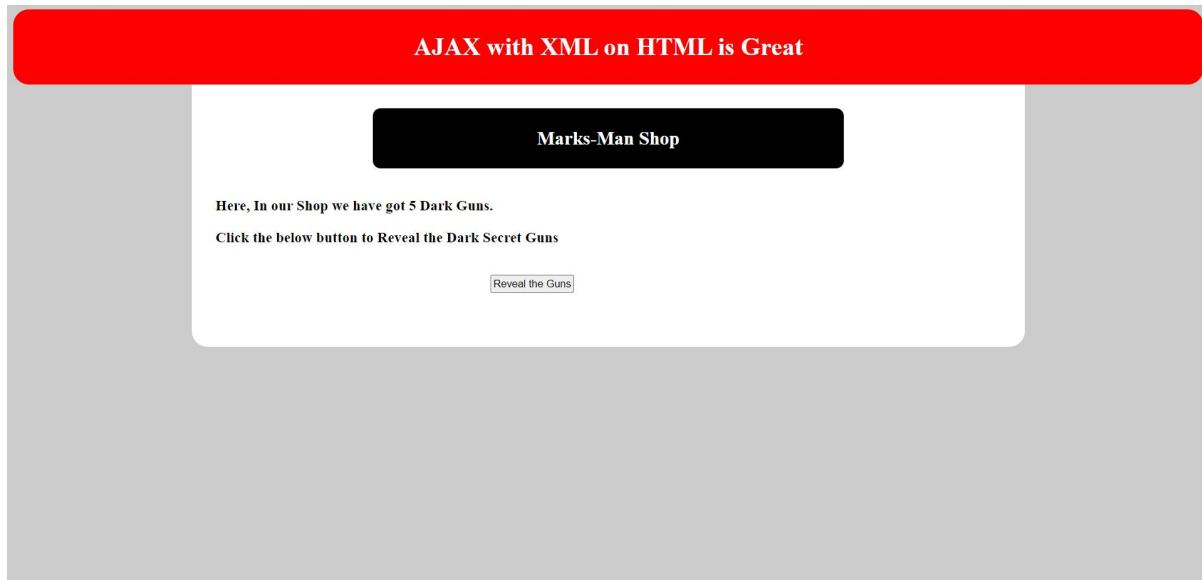 AJAX with XML on HTML is Great
Marks-Man Shop
Here, In our Shop we have got 5 Dark Guns.
Click the below button to Reveal the Dark Secret Guns
Reveal the Guns